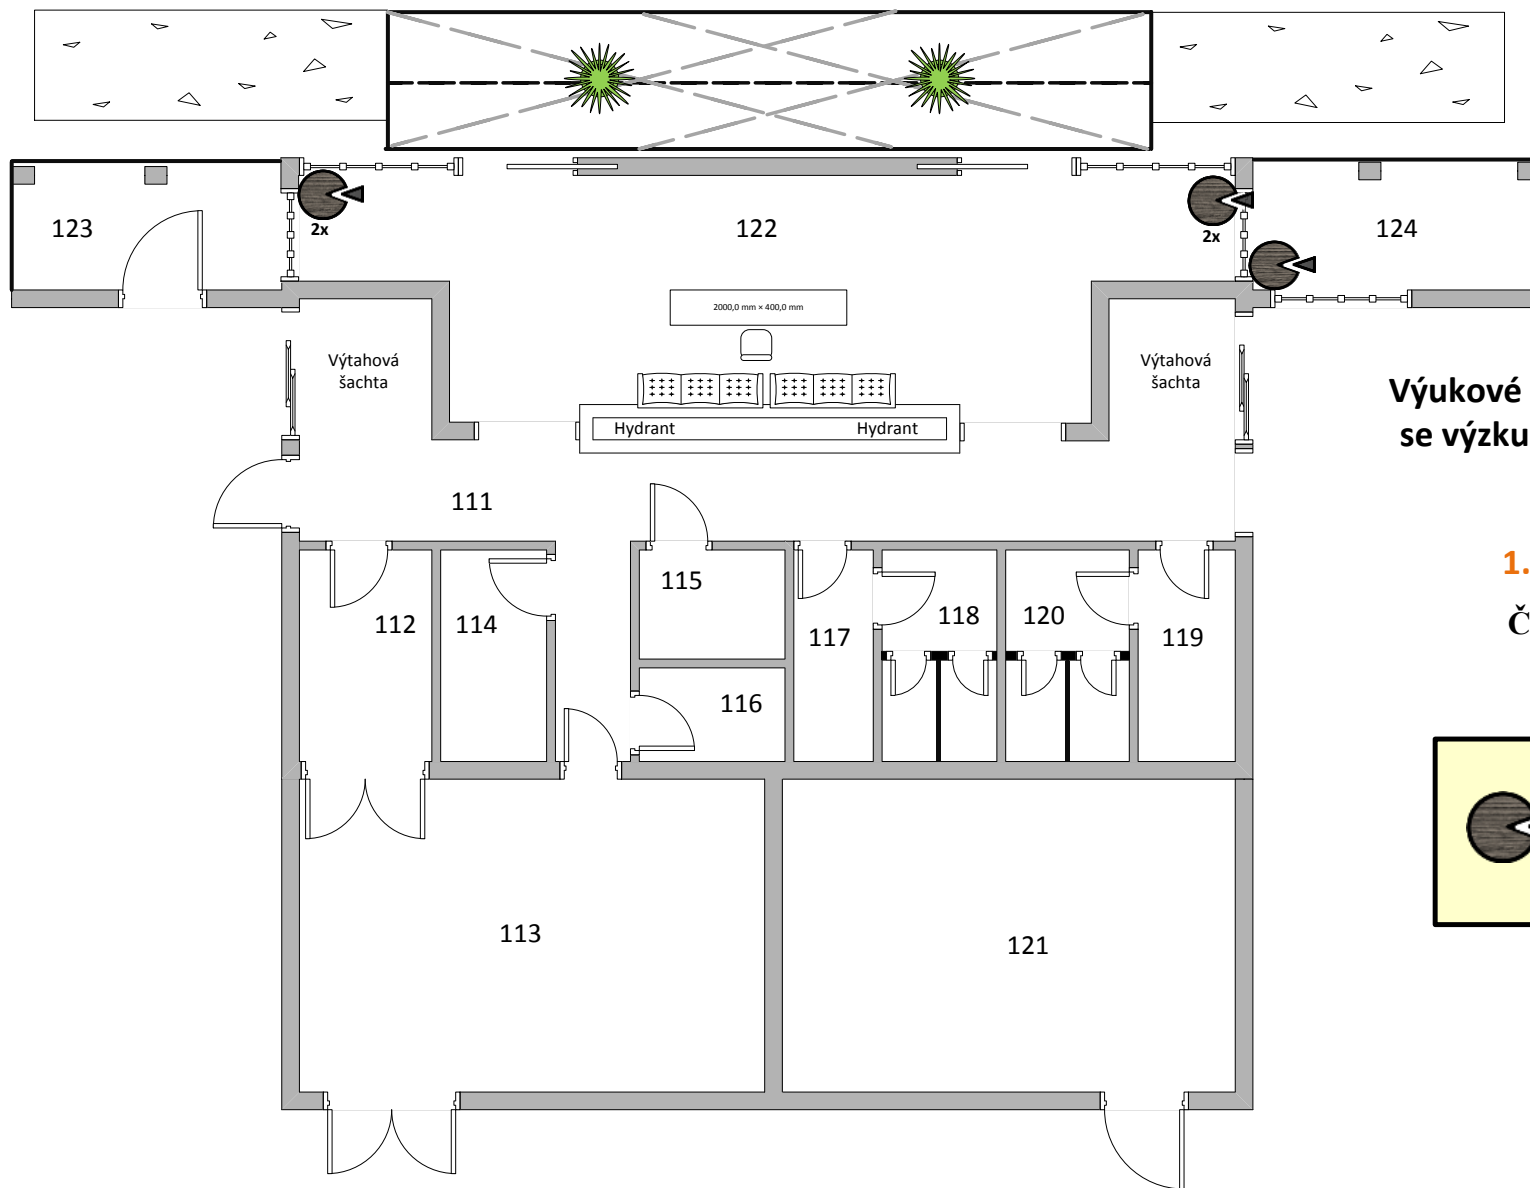 123
2x
122
2x
124
2000,0 mm × 400,0 mm
Výtahová
šachta
Výtahová
šachta
Hydrant
Hydrant
Výukové
se výzku
111
1.
Č
112
114
115
116
117
118
120
119
113
121